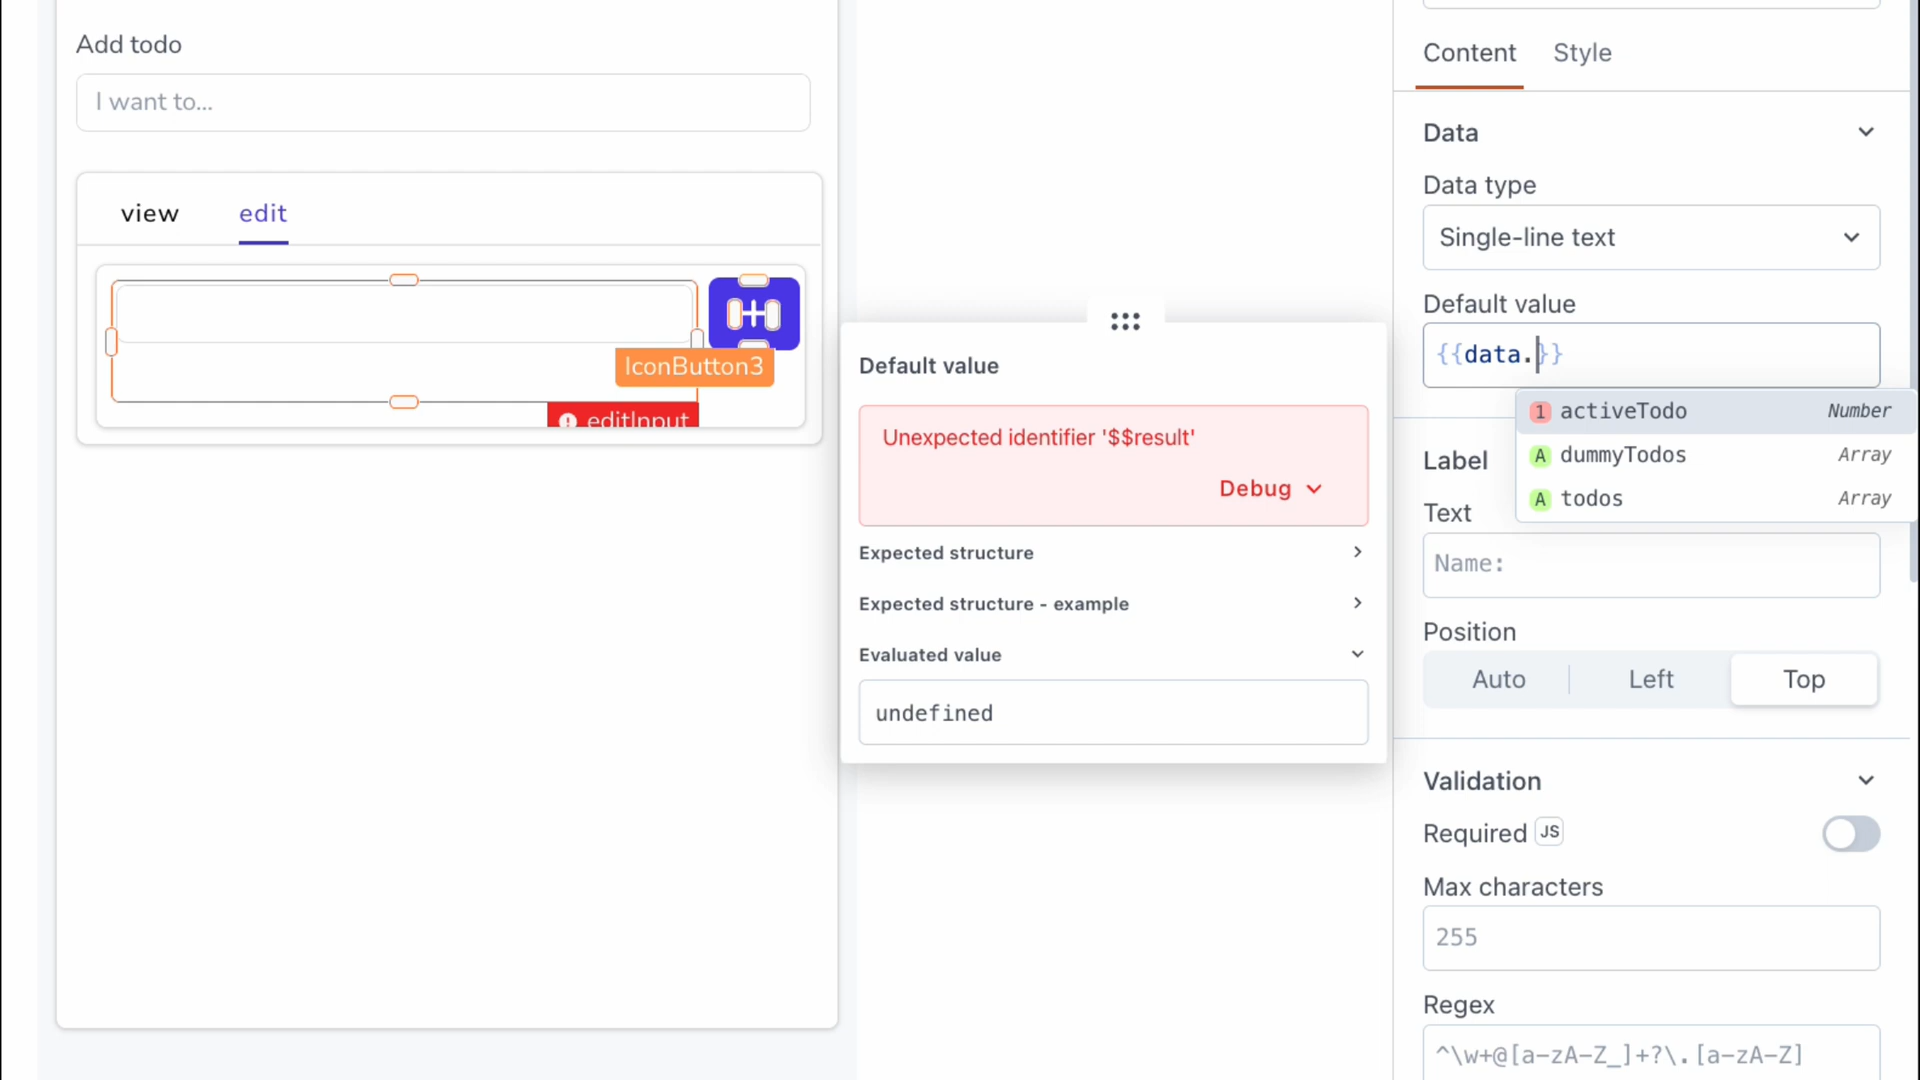 Add todo
I want to...
view
edit
IconButton3
editInput
Default value
Unexpected identifier '$$result'
Debug
Expected structure
Expected structure - example
Evaluated value
undefined
Content
Style
Data
Data type
Single-line text
Default value
{{data.}}
1 activeTodo Number
A dummyTodos Array
A todos Array
Label
Text
Name:
Position
Auto
Left
Top
Validation
Required JS
Max characters
255
Regex
^\w+@[a-zA-Z_]+?\.[a-zA-Z]